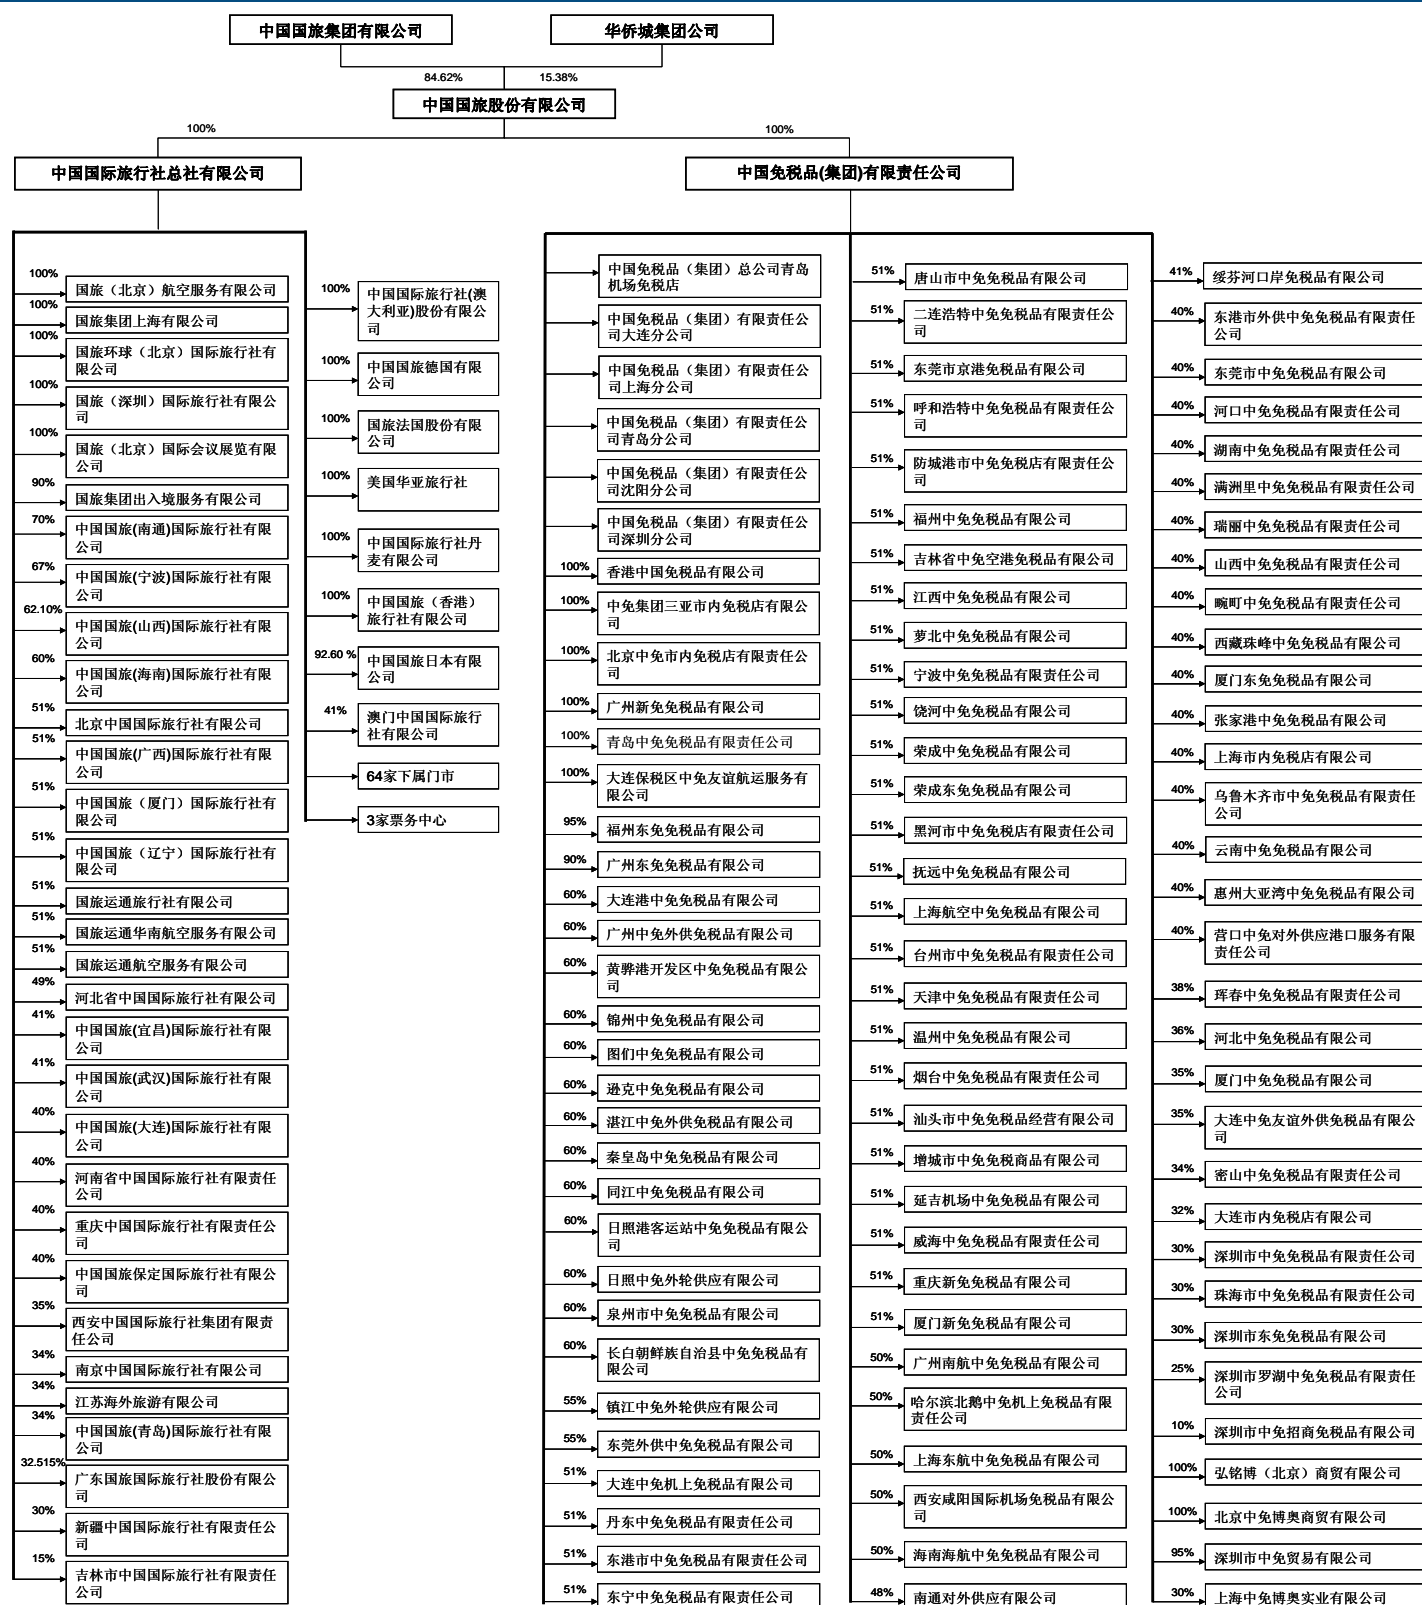 中国国旅集团有限公司
华侨城集团公司
84.62%
15.38%
中国国旅股份有限公司
100%
100%
中国国际旅行社总社有限公司
中国免税品(集团)有限责任公司
100%
国旅（北京）航空服务有限公司
100%
国旅集团上海有限公司
100%
国旅环球（北京）国际旅行社有
限公司
100%
国旅（深圳）国际旅行社有限公
司
100%
国旅（北京）国际会议展览有限
公司
90%
国旅集团出入境服务有限公司
70%
中国国旅(南通)国际旅行社有限
公司
67%
中国国旅(宁波)国际旅行社有限
公司
62.10%
中国国旅(山西)国际旅行社有限
公司
60%
中国国旅(海南)国际旅行社有限
公司
51%
北京中国国际旅行社有限公司
51%
中国国旅(广西)国际旅行社有限
公司
51%
中国国旅（厦门）国际旅行社有
限公司
51%
中国国旅（辽宁）国际旅行社有
限公司
51%
国旅运通旅行社有限公司
51%
国旅运通华南航空服务有限公司
51%
国旅运通航空服务有限公司
49%
河北省中国国际旅行社有限公司
41%
中国国旅(宜昌)国际旅行社有限
公司
41%
中国国旅(武汉)国际旅行社有限
公司
40%
中国国旅(大连)国际旅行社有限
公司
40%
河南省中国国际旅行社有限责任
公司
40%
重庆中国国际旅行社有限责任公
司
40%
中国国旅保定国际旅行社有限公
司
35%
西安中国国际旅行社集团有限责
任公司
34%
南京中国国际旅行社有限公司
34%
江苏海外旅游有限公司
34%
中国国旅(青岛)国际旅行社有限
公司
32.515%
广东国旅国际旅行社股份有限公
司
30%
新疆中国国际旅行社有限责任公
司
15%
吉林市中国国际旅行社有限责任
公司
100%
中国国际旅行社(澳
大利亚)股份有限公
司
100%
中国国旅德国有限
公司
100%
国旅法国股份有限
公司
100%
美国华亚旅行社
100%
中国国际旅行社丹
麦有限公司
100%
中国国旅（香港）
旅行社有限公司
92.60 %
中国国旅日本有限
公司
41%
澳门中国国际旅行
社有限公司
64家下属门市
3家票务中心
中国免税品（集团）总公司青岛
机场免税店
中国免税品（集团）有限责任公
司大连分公司
中国免税品（集团）有限责任公
司上海分公司
中国免税品（集团）有限责任公
司青岛分公司
中国免税品（集团）有限责任公
司沈阳分公司
中国免税品（集团）有限责任公
司深圳分公司
100%
香港中国免税品有限公司
100%
中免集团三亚市内免税店有限公
司
100%
北京中免市内免税店有限责任公
司
100%
广州新免免税品有限公司
100%
青岛中免免税品有限责任公司
100%
大连保税区中免友谊航运服务有
限公司
95%
福州东免免税品有限公司
90%
广州东免免税品有限公司
60%
大连港中免免税品有限公司
60%
广州中免外供免税品有限公司
60%
黄骅港开发区中免免税品有限公
司
60%
锦州中免免税品有限公司
60%
图们中免免税品有限公司
60%
逊克中免免税品有限公司
60%
湛江中免外供免税品有限公司
60%
秦皇岛中免免税品有限公司
60%
同江中免免税品有限公司
60%
日照港客运站中免免税品有限公
司
60%
日照中免外轮供应有限公司
60%
泉州市中免免税品有限公司
60%
长白朝鲜族自治县中免免税品有
限公司
55%
镇江中免外轮供应有限公司
55%
东莞外供中免免税品有限公司
51%
大连中免机上免税品有限公司
51%
丹东中免免税品有限责任公司
51%
东港市中免免税品有限责任公司
51%
东宁中免免税品有限责任公司
51%
唐山市中免免税品有限公司
51%
二连浩特中免免税品有限责任公
司
51%
东莞市京港免税品有限公司
51%
呼和浩特中免免税品有限责任公
司
51%
防城港市中免免税店有限责任公
司
51%
福州中免免税品有限公司
51%
吉林省中免空港免税品有限公司
51%
江西中免免税品有限公司
51%
萝北中免免税品有限公司
51%
宁波中免免税品有限责任公司
51%
饶河中免免税品有限公司
51%
荣成中免免税品有限公司
51%
荣成东免免税品有限公司
51%
黑河市中免免税店有限责任公司
51%
抚远中免免税品有限公司
51%
上海航空中免免税品有限公司
51%
台州市中免免税品有限责任公司
51%
天津中免免税品有限责任公司
51%
温州中免免税品有限公司
51%
烟台中免免税品有限责任公司
51%
汕头市中免免税品经营有限公司
51%
增城市中免免税商品有限公司
51%
延吉机场中免免税品有限公司
51%
威海中免免税品有限责任公司
51%
重庆新免免税品有限公司
51%
厦门新免免税品有限公司
50%
广州南航中免免税品有限公司
50%
哈尔滨北鹅中免机上免税品有限
责任公司
50%
上海东航中免免税品有限公司
50%
西安咸阳国际机场免税品有限公
司
50%
海南海航中免免税品有限公司
48%
南通对外供应有限公司
41%
绥芬河口岸免税品有限公司
40%
东港市外供中免免税品有限责任
公司
40%
东莞市中免免税品有限公司
40%
河口中免免税品有限责任公司
40%
湖南中免免税品有限责任公司
40%
满洲里中免免税品有限责任公司
40%
瑞丽中免免税品有限责任公司
40%
山西中免免税品有限责任公司
40%
畹町中免免税品有限责任公司
40%
西藏珠峰中免免税品有限公司
40%
厦门东免免税品有限公司
40%
张家港中免免税品有限公司
40%
上海市内免税店有限公司
40%
乌鲁木齐市中免免税品有限责任
公司
40%
云南中免免税品有限公司
40%
惠州大亚湾中免免税品有限公司
40%
营口中免对外供应港口服务有限
责任公司
38%
珲春中免免税品有限责任公司
36%
河北中免免税品有限公司
35%
厦门中免免税品有限公司
35%
大连中免友谊外供免税品有限公
司
34%
密山中免免税品有限责任公司
32%
大连市内免税店有限公司
30%
深圳市中免免税品有限责任公司
30%
珠海市中免免税品有限责任公司
30%
深圳市东免免税品有限公司
25%
深圳市罗湖中免免税品有限责任
公司
10%
深圳市中免招商免税品有限公司
100%
弘铭博（北京）商贸有限公司
100%
北京中免博奥商贸有限公司
95%
深圳市中免贸易有限公司
30%
上海中免博奥实业有限公司